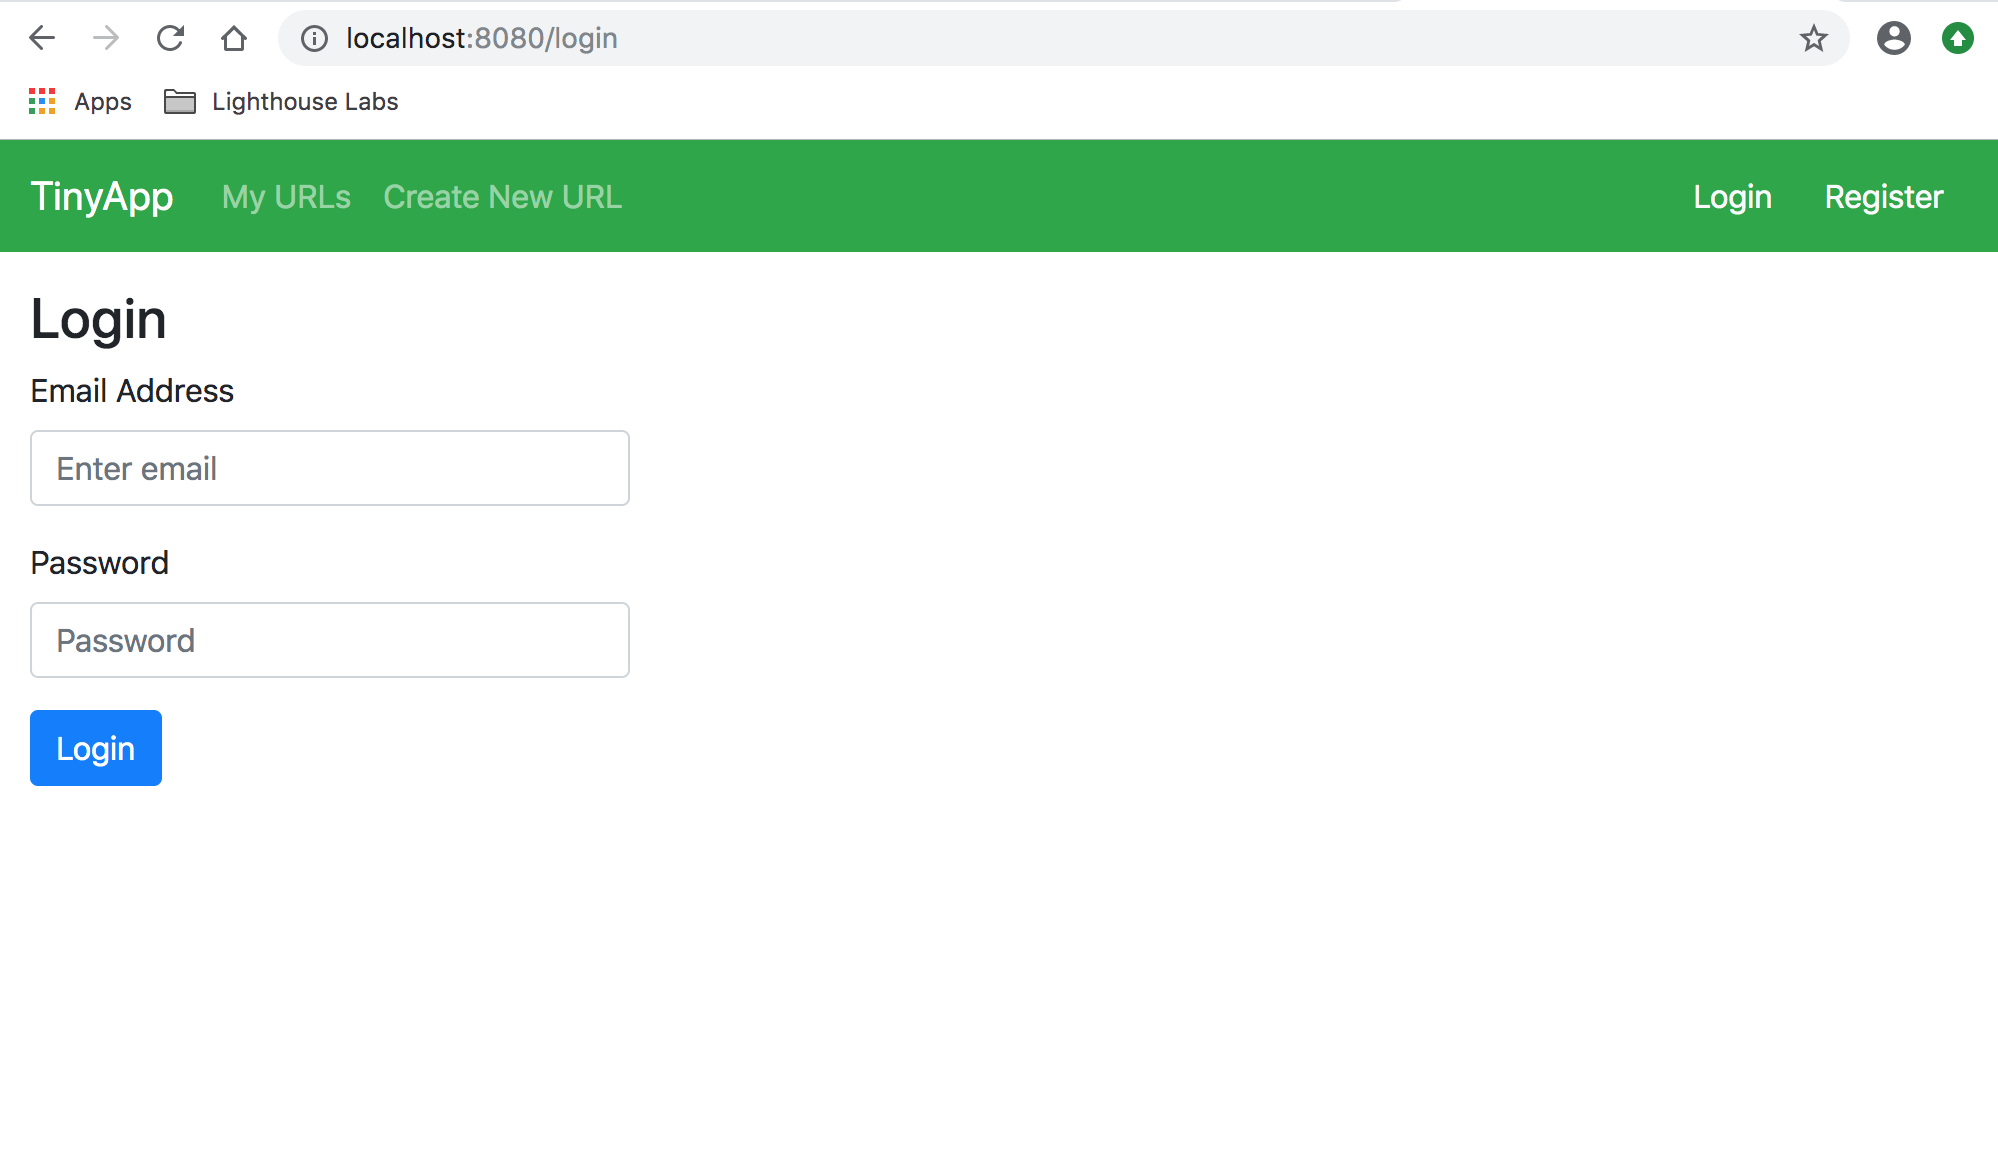 localhost:8080/login
Apps Lighthouse Labs
TinyApp My URLs Create New URL Login Register
Login
Email Address
Enter email
Password
Password
Login